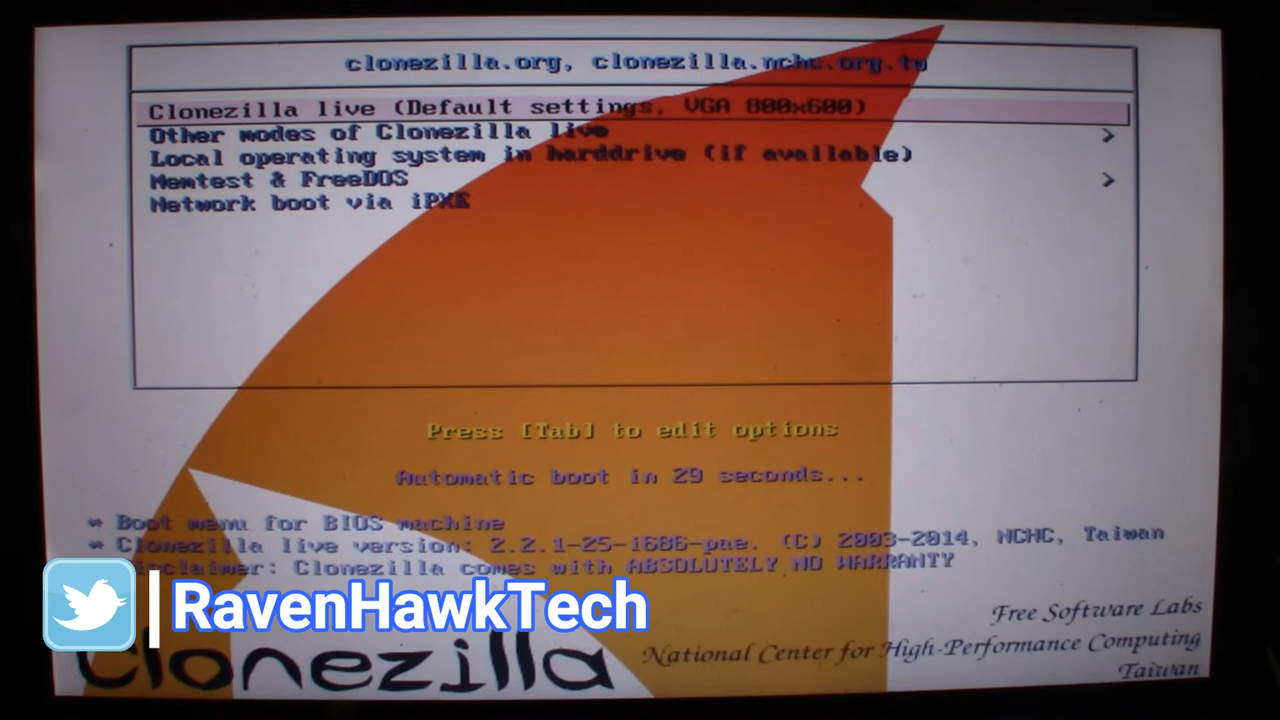 clonezilla.org, clonezilla.nchc.org.tw
Clonezilla live (Default settings, VGA 800x600)
Other modes of Clonezilla live >
Local operating system in harddrive (if available)
Memtest & FreeDOS >
Network boot via iPXE
Press [Tab] to edit options
Automatic boot in 29 seconds...
* Boot menu for BIOS machine
* Clonezilla live version: 2.2.1-25-i686-pae. (C) 2003-2014, NCHC, Taiwan
Clonezilla comes with ABSOLUTELY NO WARRANTY
RavenHawkTech
Free Software Labs
National Center for High-Performance Computing
Taiwan
Clonezilla